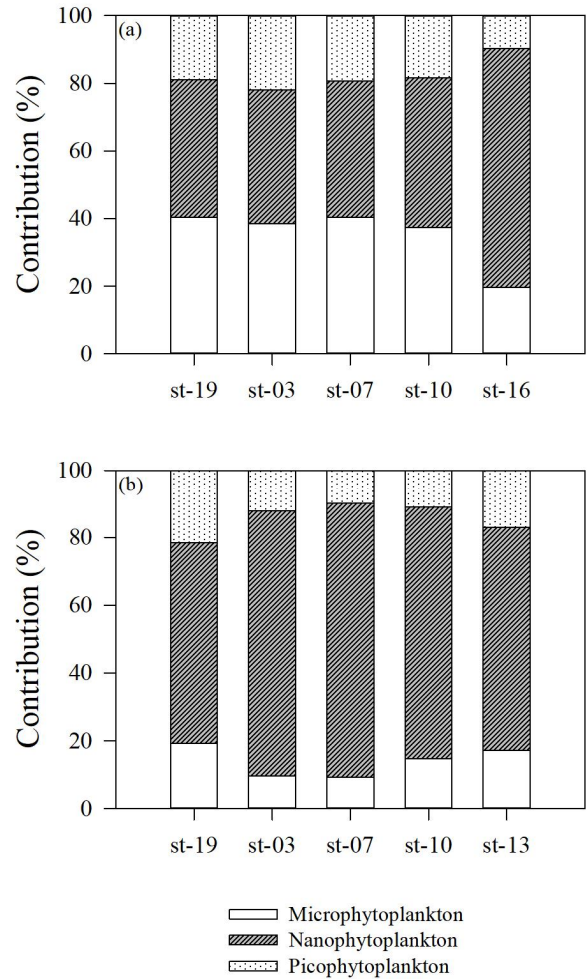 (a)
100
80
60
40
20
0
Contribution (%)
st-19 st-03 st-07 st-10 st-16
(b)
100
80
60
40
20
0
Contribution (%)
st-19 st-03 st-07 st-10 st-13
Microphytoplankton
Nanophytoplankton
Picophytoplankton